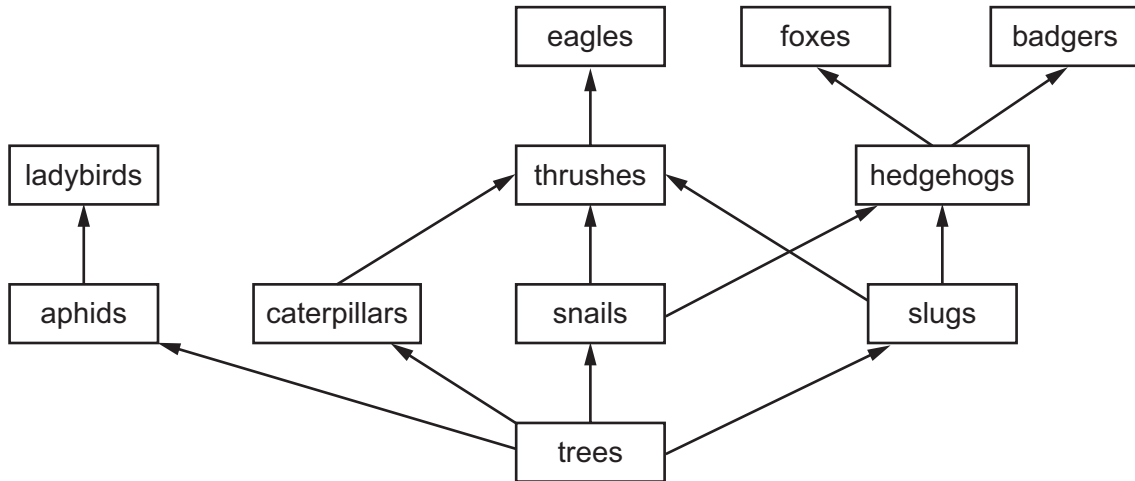 eagles
foxes
badgers
ladybirds
thrushes
hedgehogs
aphids
caterpillars
snails
slugs
trees